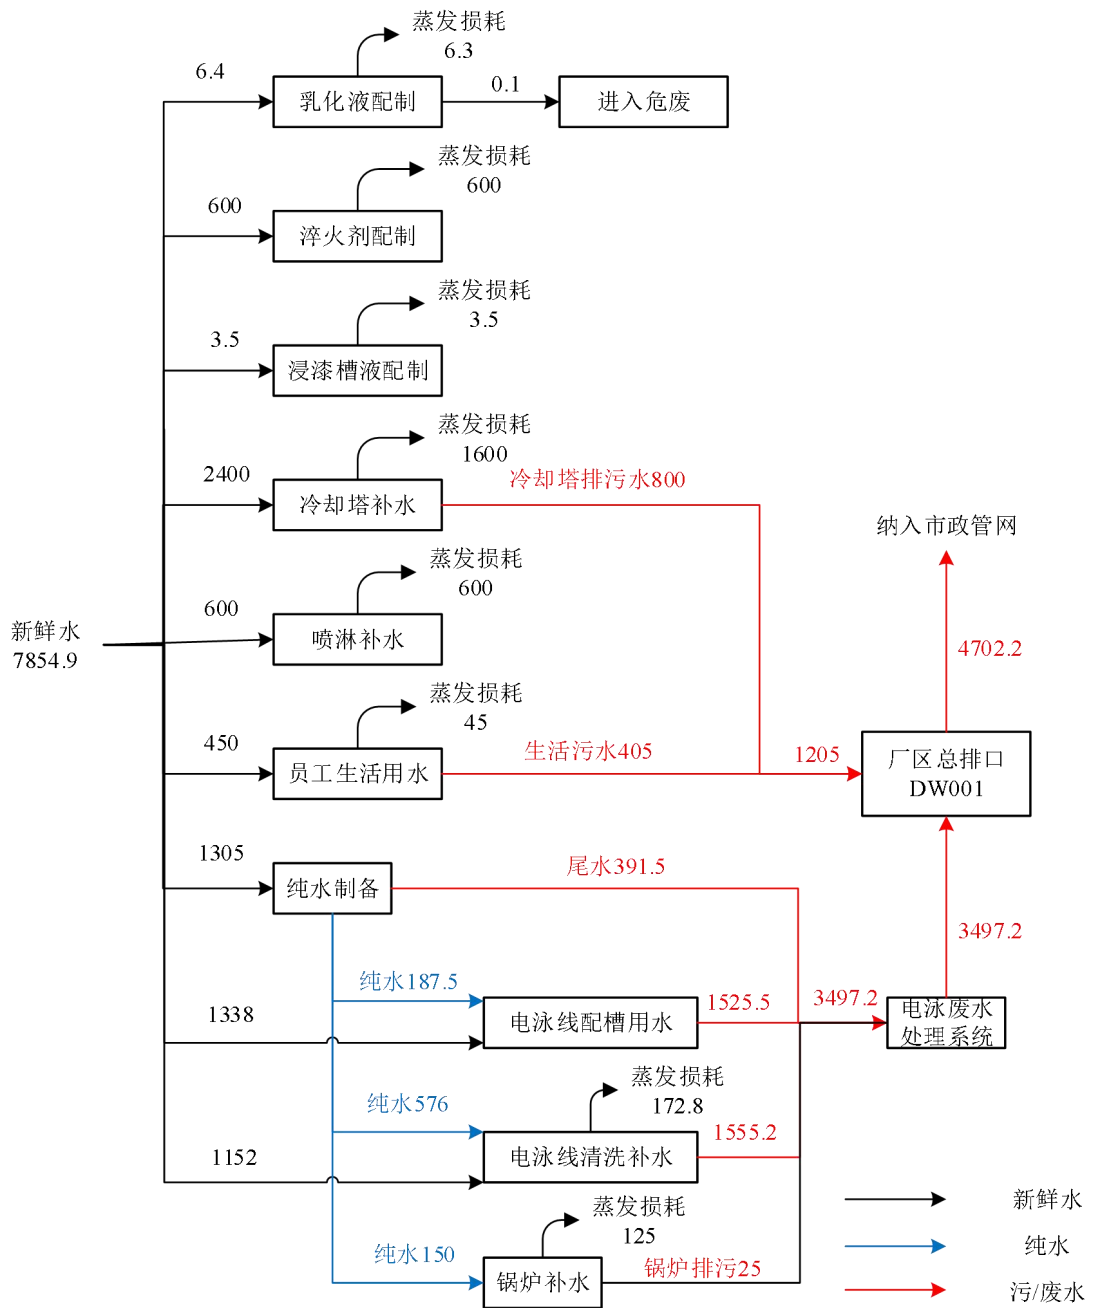 蒸发损耗
6.3
6.4
乳化液配制
0.1
进入危废
蒸发损耗
600
600
淬火剂配制
蒸发损耗
3.5
3.5
浸漆槽液配制
蒸发损耗
1600
2400
冷却塔补水
冷却塔排污水800
纳入市政管网
蒸发损耗
600
600
喷淋补水
新鲜水
7854.9
4702.2
蒸发损耗
45
450
员工生活用水
生活污水405
1205
厂区总排口
DW001
1305
纯水制备
尾水391.5
3497.2
纯水187.5
1338
电泳线配槽用水
1525.5
3497.2
电泳废水
处理系统
蒸发损耗
172.8
纯水576
1152
电泳线清洗补水
1555.2
蒸发损耗
125
纯水150
锅炉补水
锅炉排污25
新鲜水
纯水
污/废水